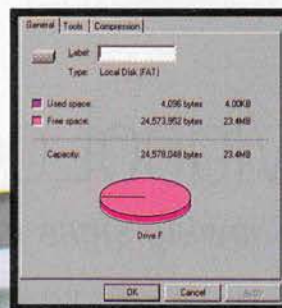 General Tools Compression
Label:
Type: Local Disk (FAT)
Used space: 4,096 bytes 4.00KB
Free space: 24,573,952 bytes 23.4MB
Capacity: 24,578,048 bytes 23.4MB
Drive F
OK Cancel Apply